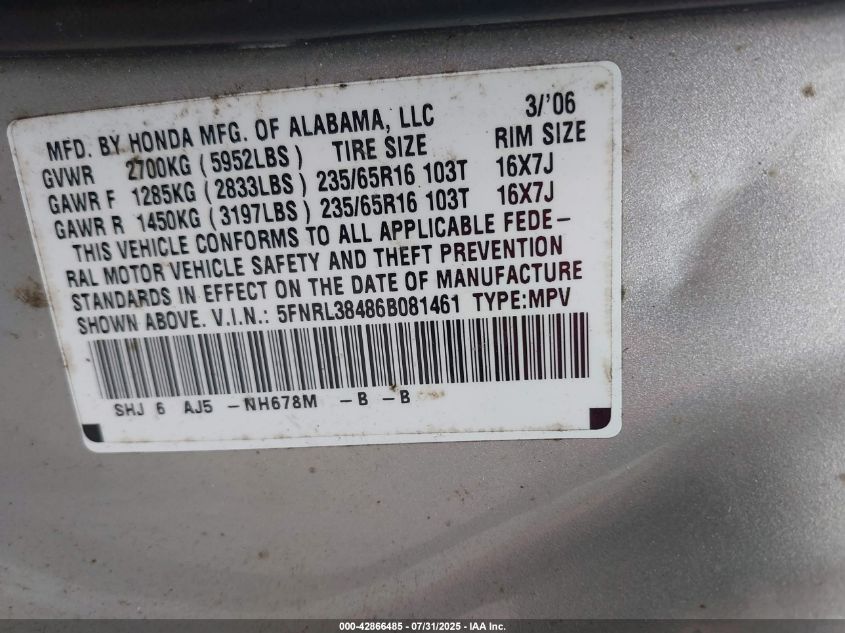 MFD. BY HONDA MFG. OF ALABAMA, LLC 3/'06
GVWR 2700KG (5952LBS) TIRE SIZE RIM SIZE
GAWR F 1285KG (2833LBS) 235/65R16 103T 16X7J
GAWR R 1450KG (3197LBS) 235/65R16 103T 16X7J
THIS VEHICLE CONFORMS TO ALL APPLICABLE FEDE-
RAL MOTOR VEHICLE SAFETY AND THEFT PREVENTION
STANDARDS IN EFFECT ON THE DATE OF MANUFACTURE
SHOWN ABOVE. V.I.N.: 5FNRL38486B081461 TYPE:MPV
SHJ 6 AJ5 -NH678M -B -B
000-42866485 - 07/31/2025 - IAA Inc.